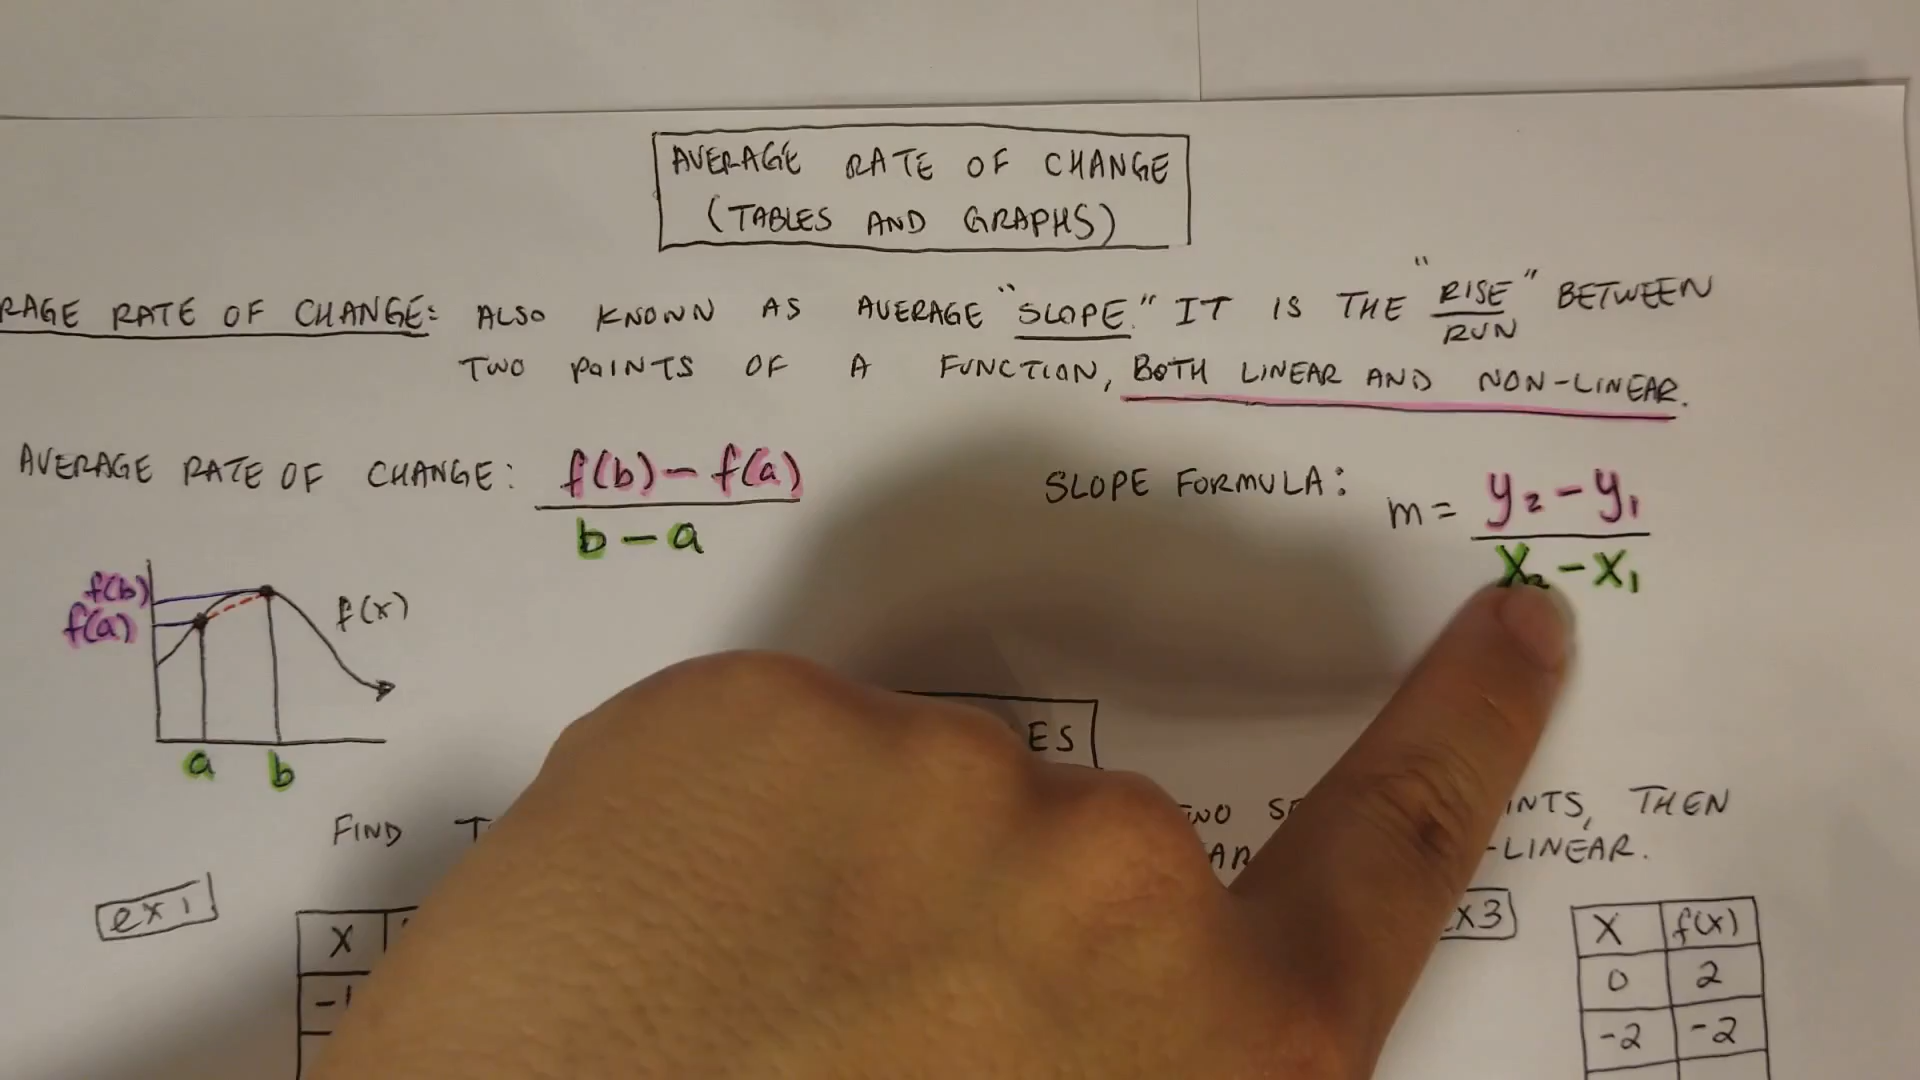 AVERAGE RATE OF CHANGE
(TABLES AND GRAPHS)
RAGE RATE OF CHANGE: ALSO KNOWN AS AVERAGE "SLOPE." IT IS THE "RISE/RUN" BETWEEN
TWO POINTS OF A FUNCTION, BOTH LINEAR AND NON-LINEAR.
AVERAGE RATE OF CHANGE: f(b) - f(a)
b - a
SLOPE FORMULA: m = y₂ - y₁
x₂ - x₁
f(b)
f(a)
f(x)
a b
ES
FIND INTS, THEN
-LINEAR.
ex 1
X
-1
x3
X f(x)
0 2
-2 -2